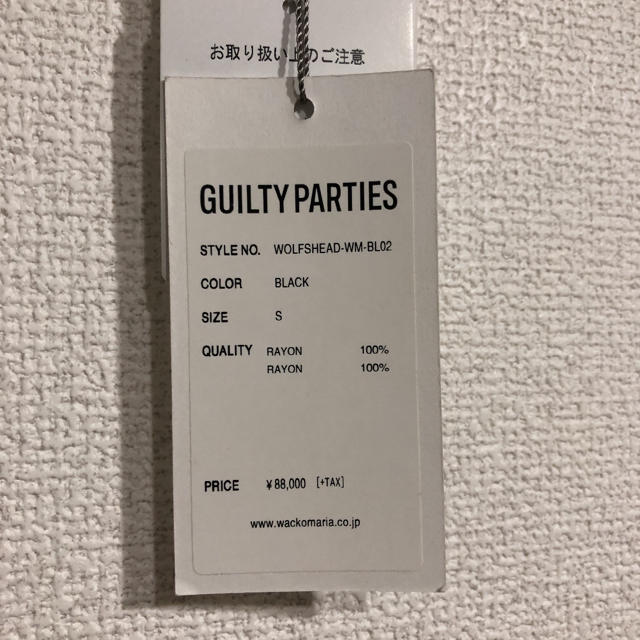 お取り扱い上のご注意
GUILTY PARTIES
STYLE NO. WOLFSHEAD-WM-BL02
COLOR BLACK
SIZE S
QUALITY RAYON 100%
RAYON 100%
PRICE ¥88,000 [+TAX]
www.wackomaria.co.jp